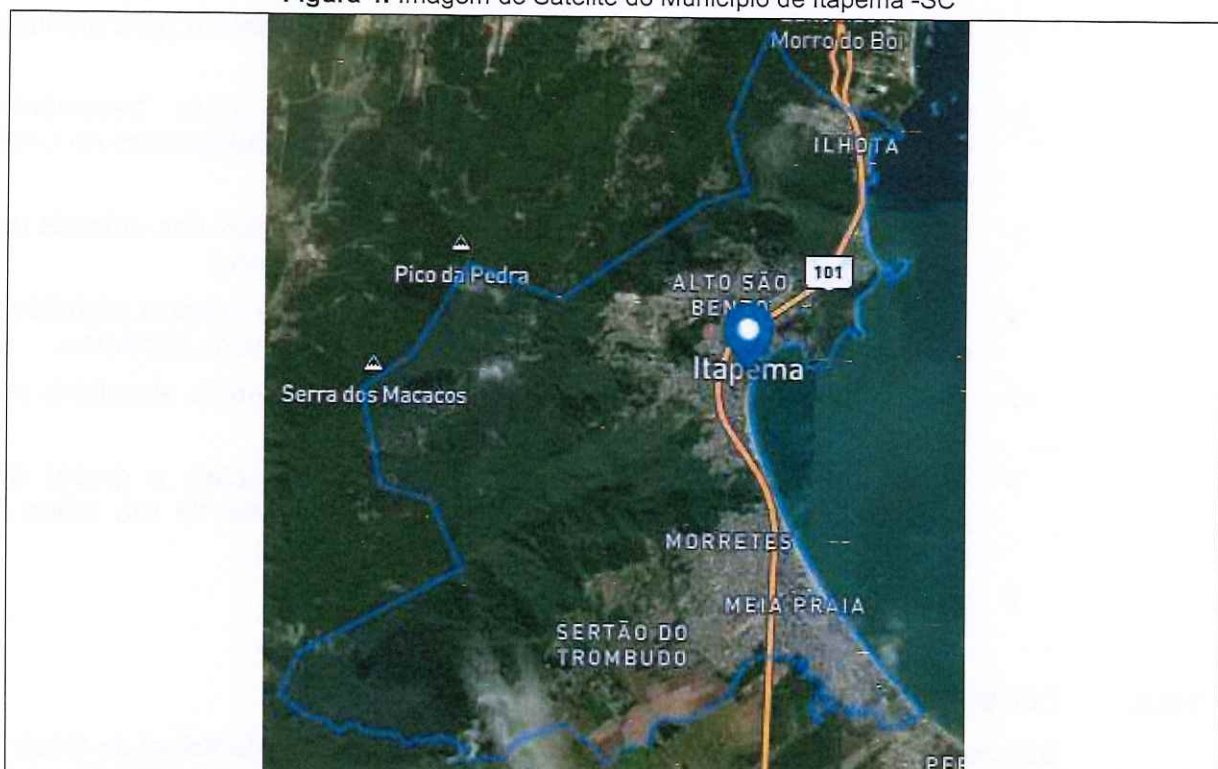 Imagem de Satélite do Município de Itapema -SC
Morro do Boi
ILHOTA
Pico da Pedra
ALTO SÃO
BENTO
101
Itapema
Serra dos Macacos
MORRETES
MEIA PRAIA
SERTÃO DO
TROMBUDO